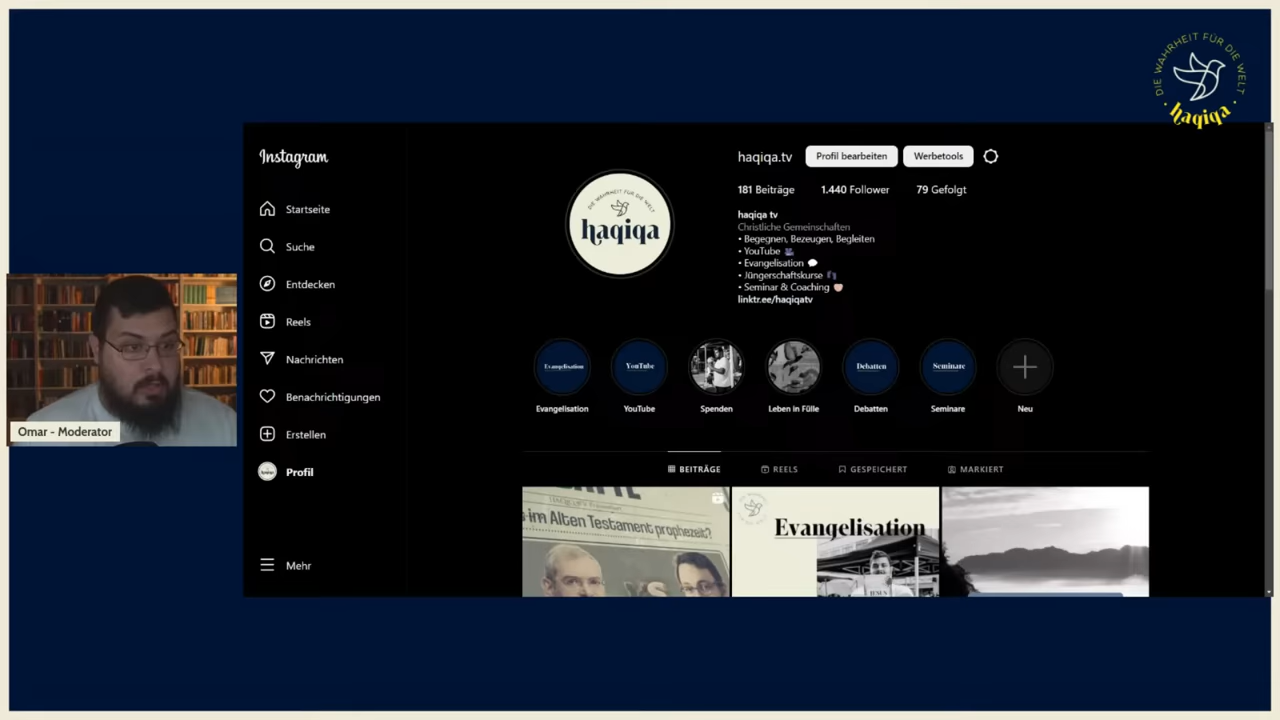 DIE WAHRHEIT FÜR DIE WELT
haqiqa
Instagram
Startseite
Suche
Entdecken
Reels
Nachrichten
Benachrichtigungen
Erstellen
Profil
Mehr
Omar - Moderator
DIE WAHRHEIT FÜR DIE WELT
haqiqa
haqiqa.tv Profil bearbeiten Werbetools
181 Beiträge 1.440 Follower 79 Gefolgt
haqiqa tv
Christliche Gemeinschaften
• Begegnen, Bezeugen, Begleiten
• YouTube
• Evangelisation
• Jüngerschaftskurse
• Seminar & Coaching
linktr.ee/haqiqatv
Evangelisation YouTube Debatten Seminare
Evangelisation YouTube Spenden Leben in Fülle Debatten Seminare Neu
BEITRÄGE REELS GESPEICHERT MARKIERT
im Alten Testament prophezeit?
Evangelisation
JESUS